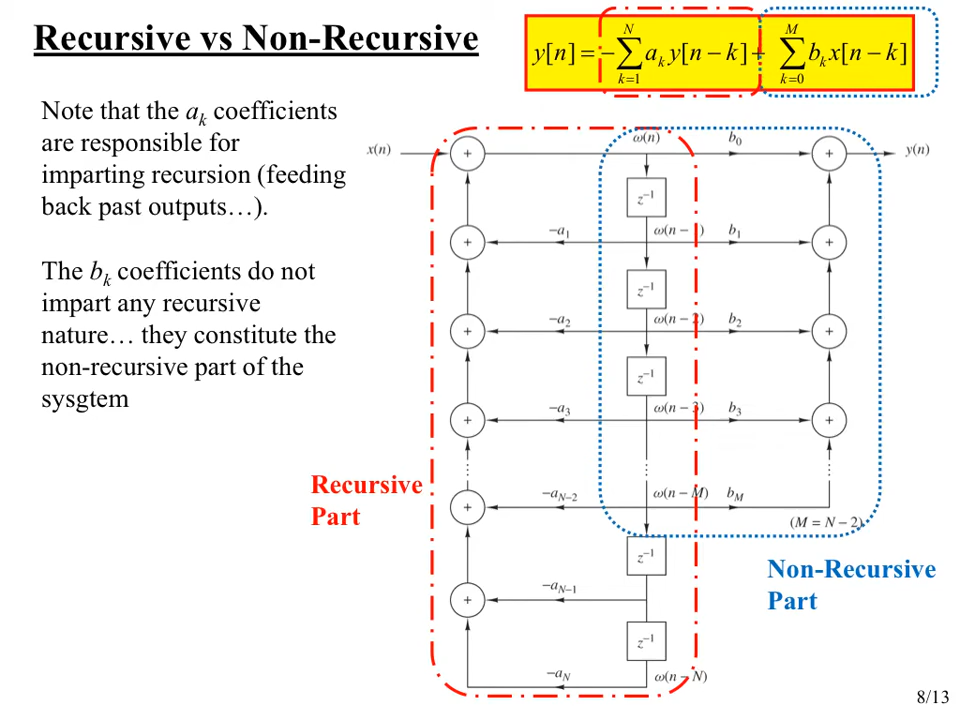 Recursive vs Non-Recursive
y[n] = −∑_{k=1}^{N} a_k y[n − k] + ∑_{k=0}^{M} b_k x[n − k]
Note that the a_k coefficients
are responsible for
imparting recursion (feeding
back past outputs…).
The b_k coefficients do not
impart any recursive
nature… they constitute the
non-recursive part of the
sysgtem
x(n) + ω(n) b_0 + y(n)
z^{−1}
+ −a_1 ω(n − ) b_1 +
z^{−1}
+ −a_2 ω(n − 2) b_2 +
z^{−1}
+ −a_3 ω(n − 3) b_3 +
Recursive
Part
+ −a_{N−2} ω(n − M) b_M
(M = N − 2)
z^{−1}
Non-Recursive
Part
+ −a_{N−1}
z^{−1}
−a_N ω(n − N)
8/13